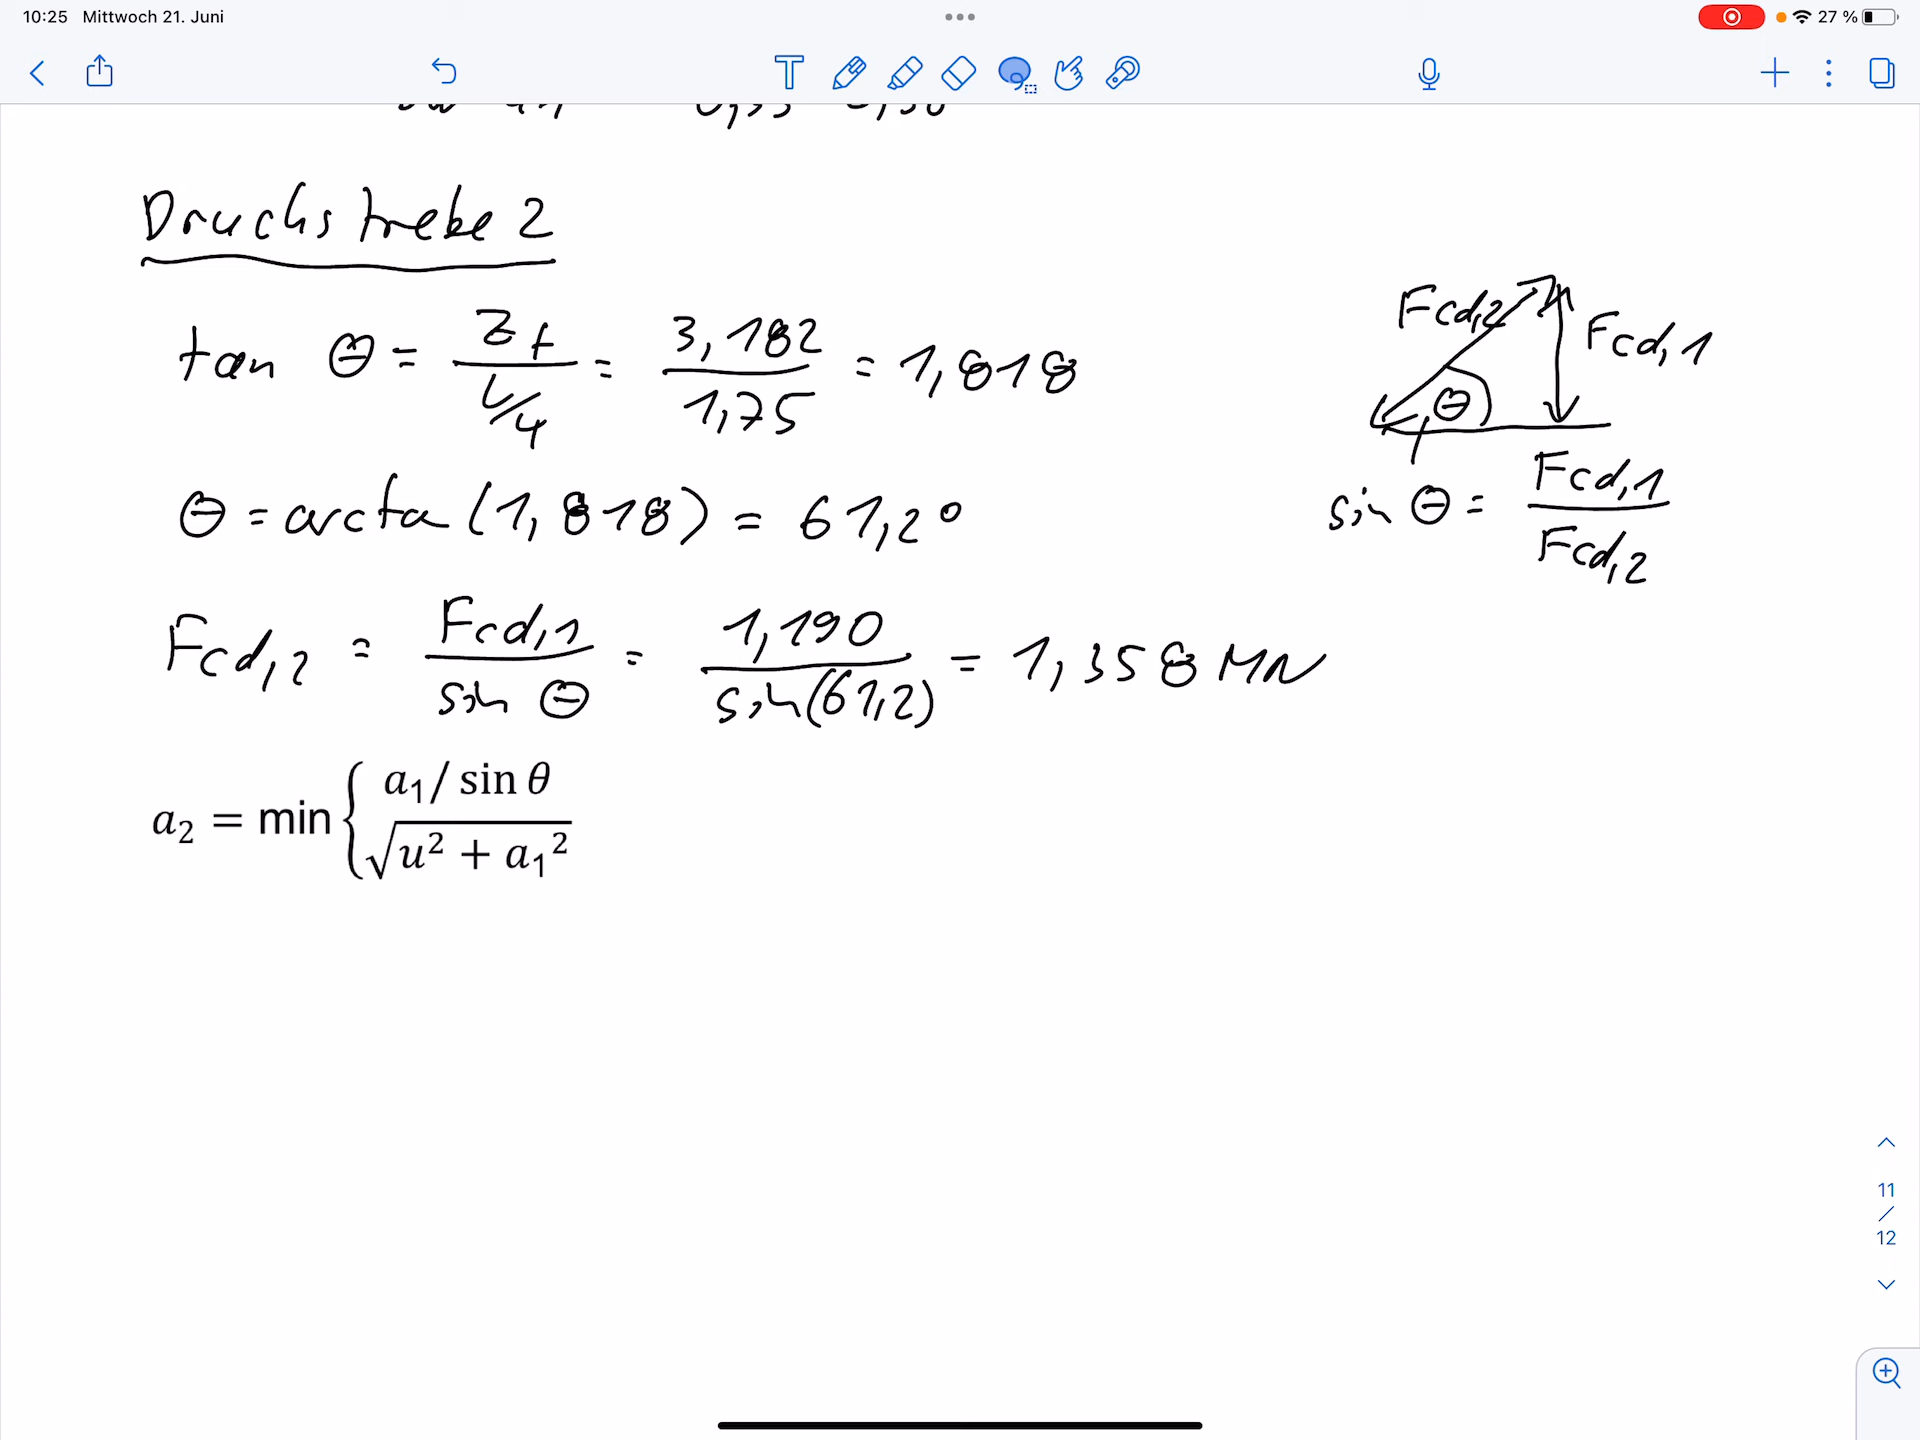 10:25 Mittwoch 21. Juni
27 %
T
Druckstrebe 2
tan Θ = zf / (l/4) = 3,182 / 1,75 = 1,818
Θ = arcta (1,818) = 61,2°
Fcd,2 = Fcd,1 / sin Θ = 1,190 / sin(61,2) = 1,358 MN
a₂ = min { a₁/ sin θ
√(u² + a₁²)
Fcd,2
Fcd,1
Θ
sin Θ = Fcd,1 / Fcd,2
11
/
12